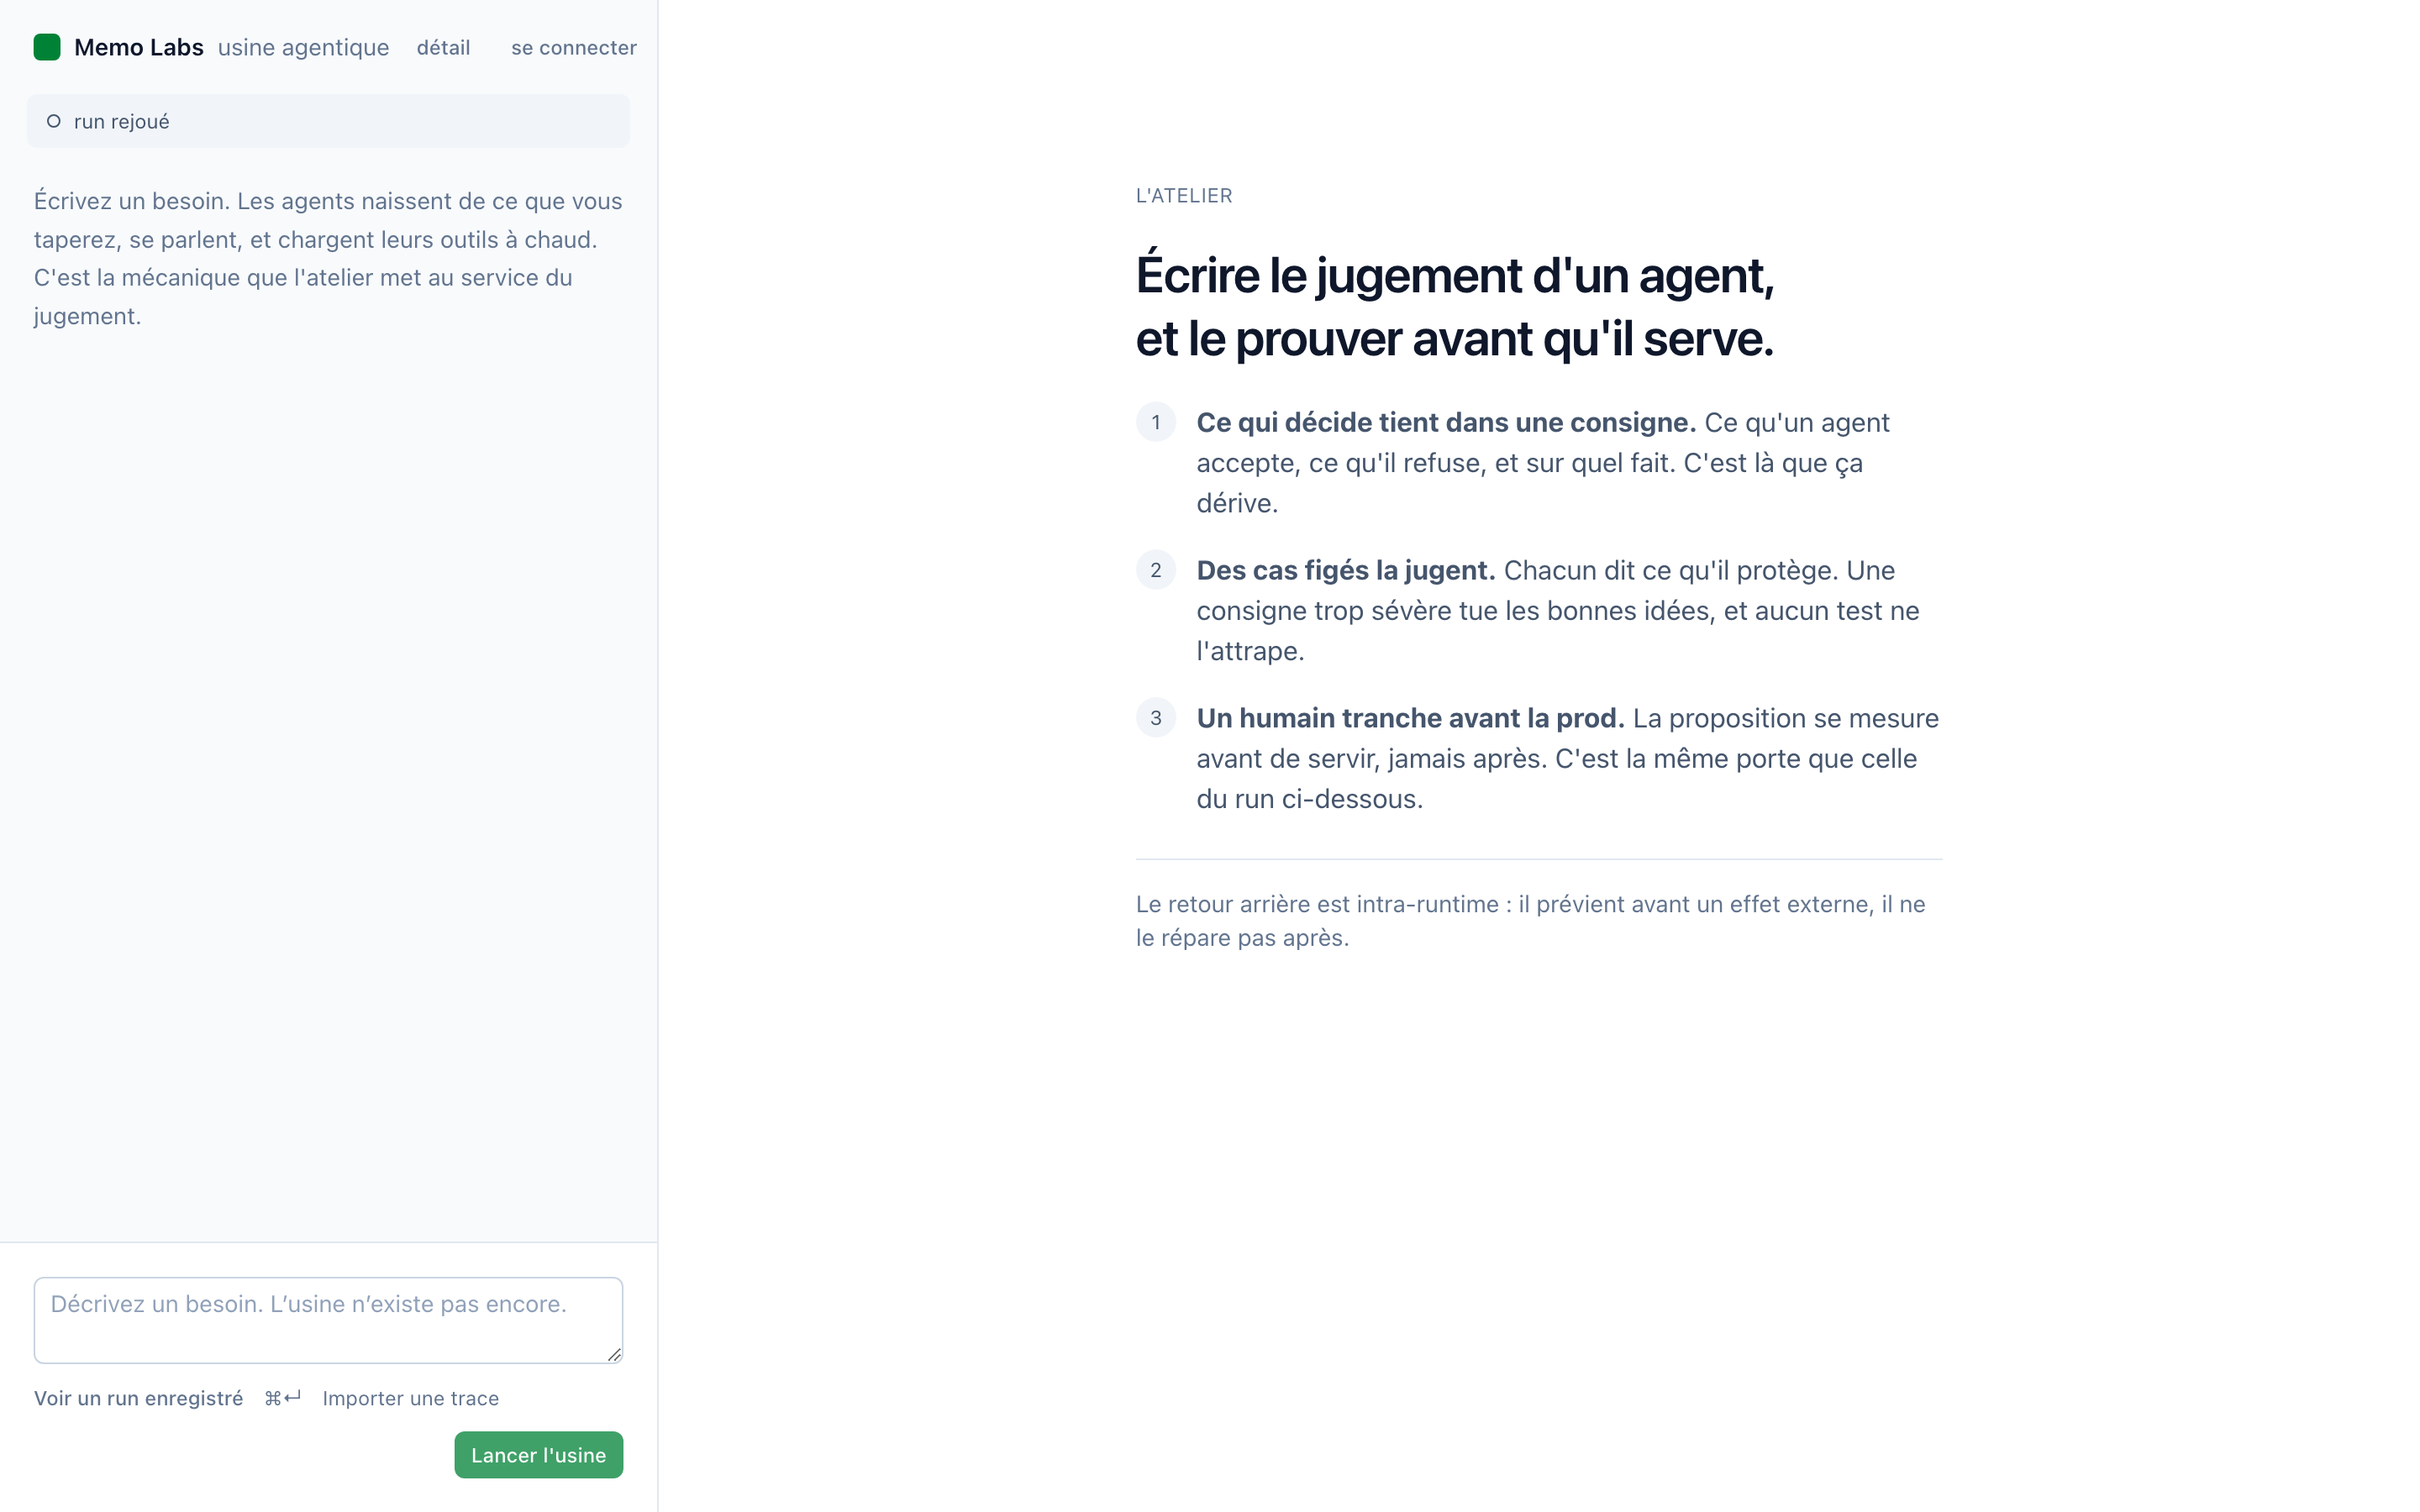 Memo Labs usine agentique détail se connecter
run rejoué
Écrivez un besoin. Les agents naissent de ce que vous
taperez, se parlent, et chargent leurs outils à chaud.
C'est la mécanique que l'atelier met au service du
jugement.
Décrivez un besoin. L’usine n’existe pas encore.
Voir un run enregistré ⌘↵ Importer une trace
Lancer l'usine
L'ATELIER
Écrire le jugement d'un agent,
et le prouver avant qu'il serve.
1 Ce qui décide tient dans une consigne. Ce qu'un agent
accepte, ce qu'il refuse, et sur quel fait. C'est là que ça
dérive.
2 Des cas figés la jugent. Chacun dit ce qu'il protège. Une
consigne trop sévère tue les bonnes idées, et aucun test ne
l'attrape.
3 Un humain tranche avant la prod. La proposition se mesure
avant de servir, jamais après. C'est la même porte que celle
du run ci-dessous.
Le retour arrière est intra-runtime : il prévient avant un effet externe, il ne
le répare pas après.